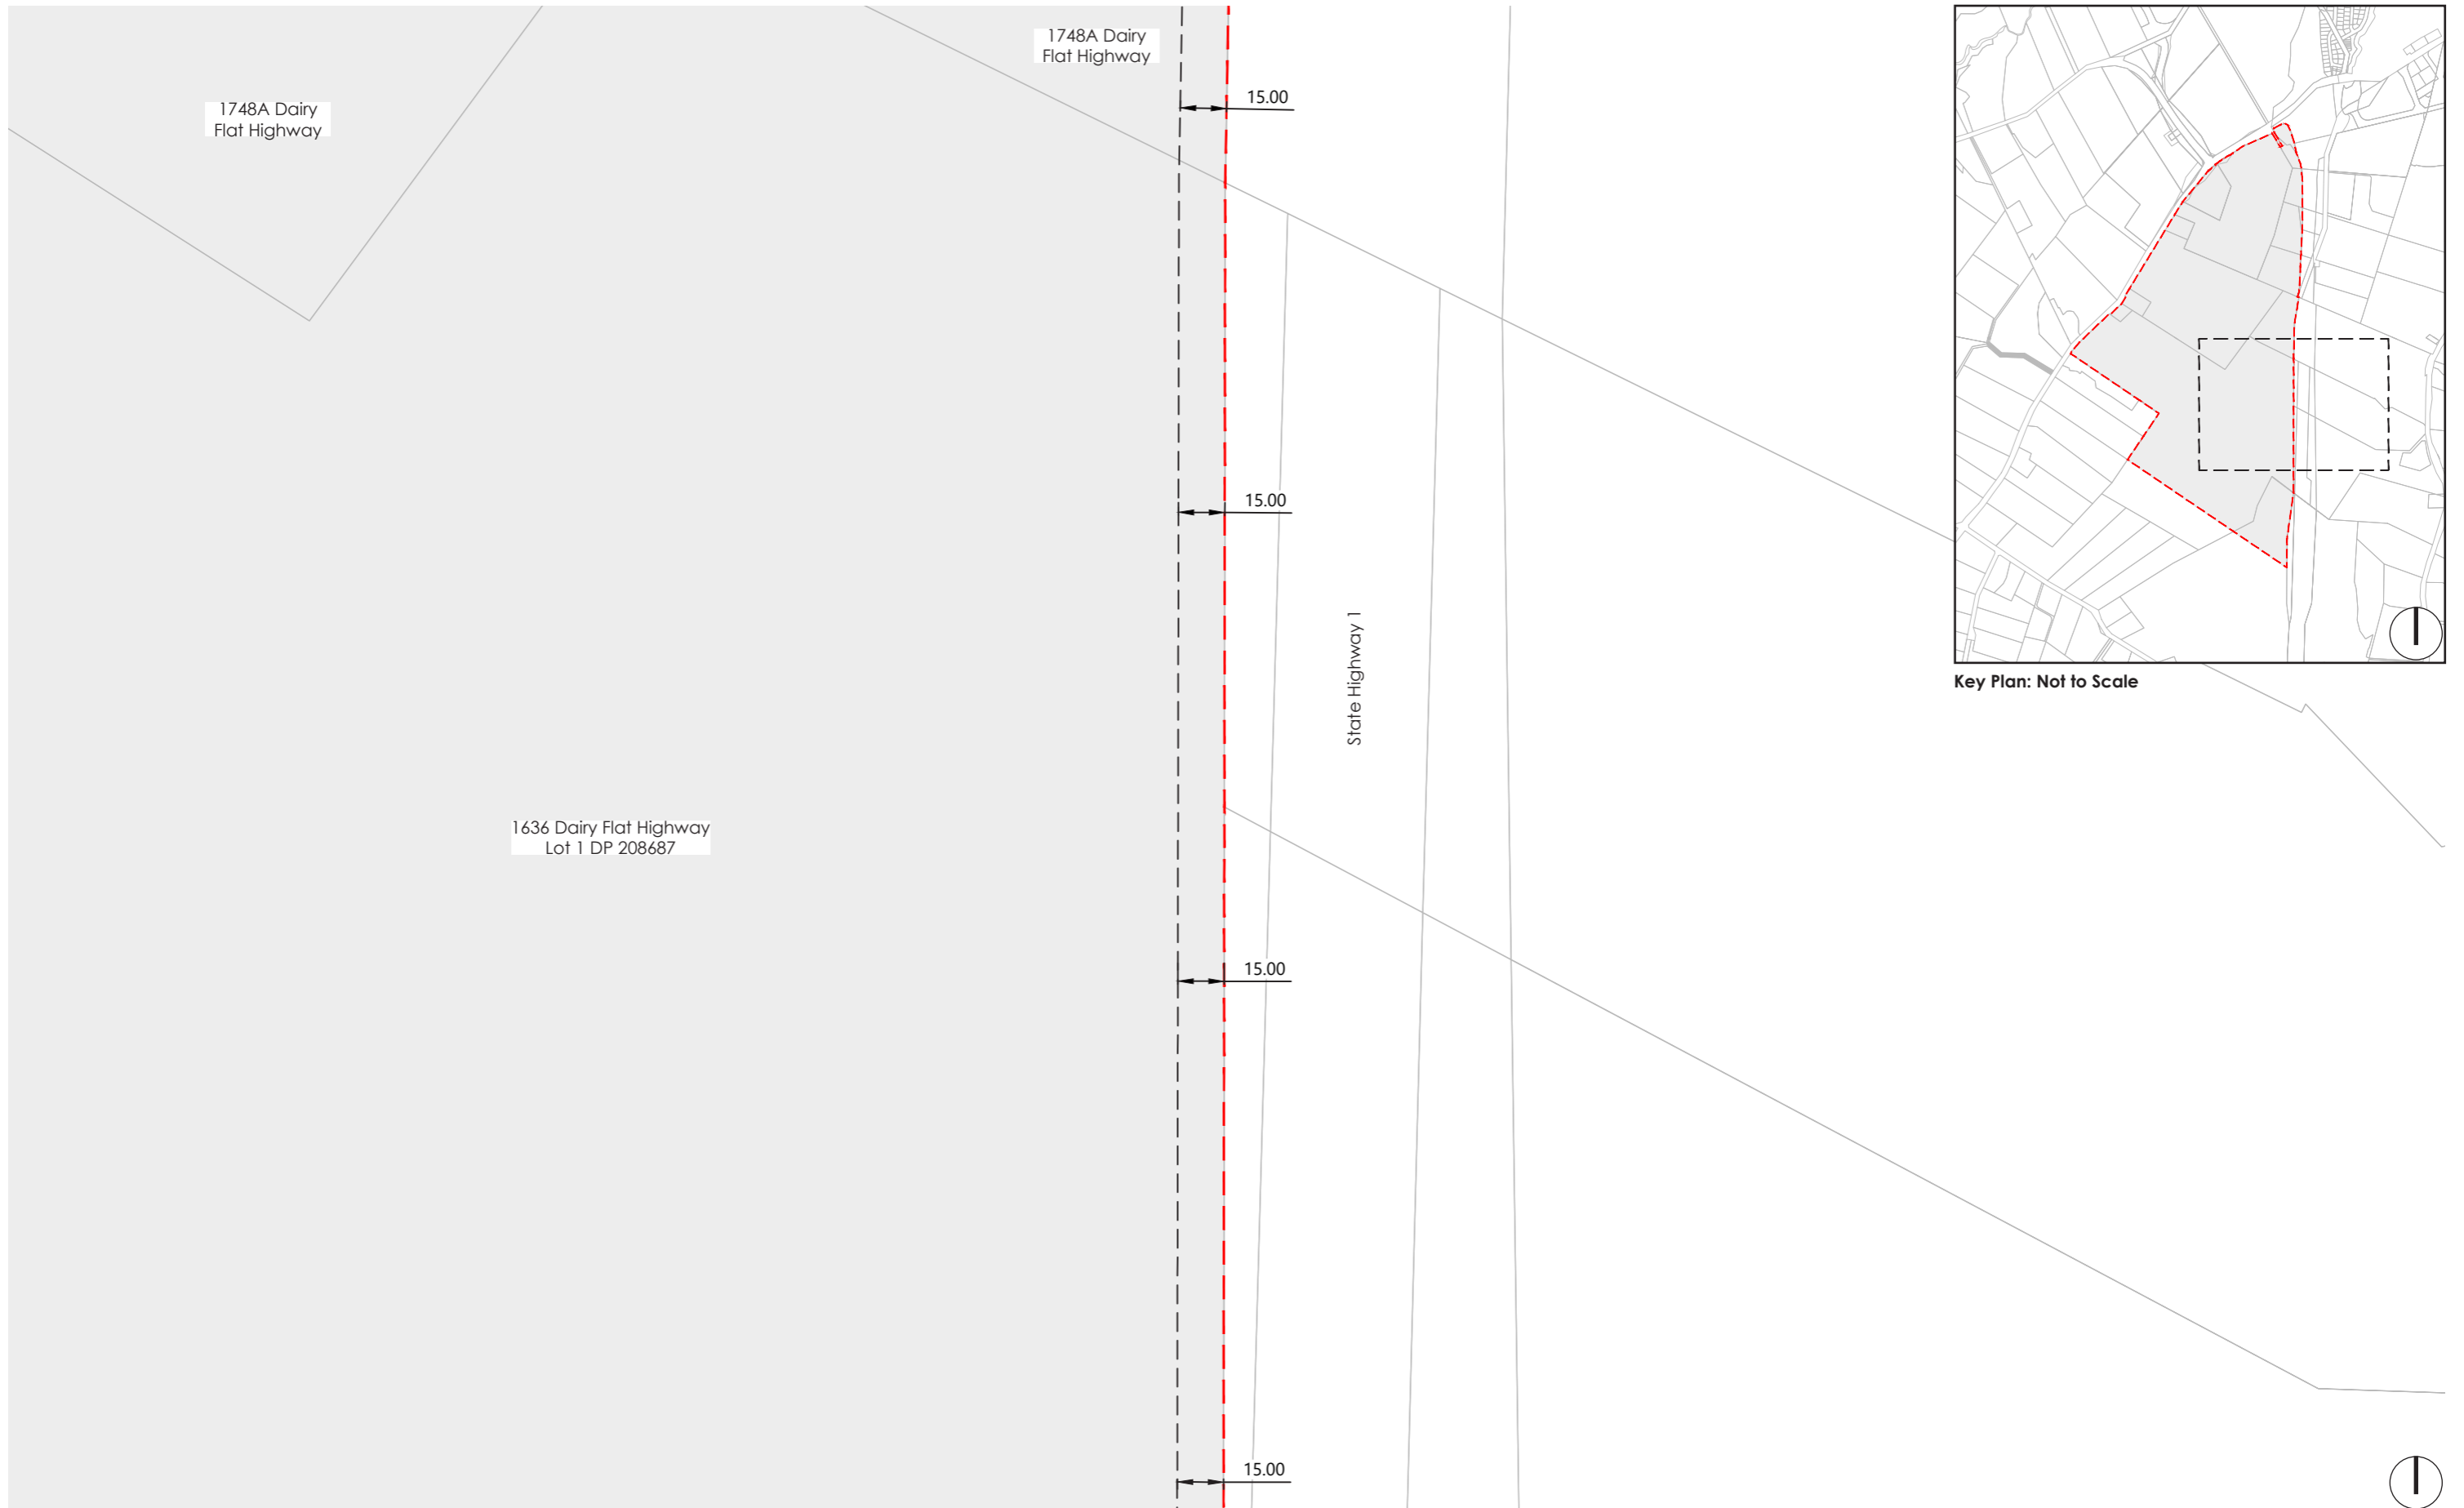 1748A Dairy
Flat Highway
1748A Dairy
Flat Highway
15.00
15.00
State Highway 1
Key Plan: Not to Scale
1636 Dairy Flat Highway
Lot 1 DP 208687
15.00
15.00